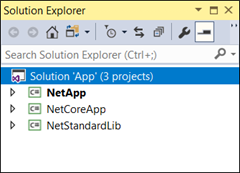 Solution Explorer
Search Solution Explorer (Ctrl+;)
Solution 'App' (3 projects)
C# NetApp
C# NetCoreApp
C# NetStandardLib